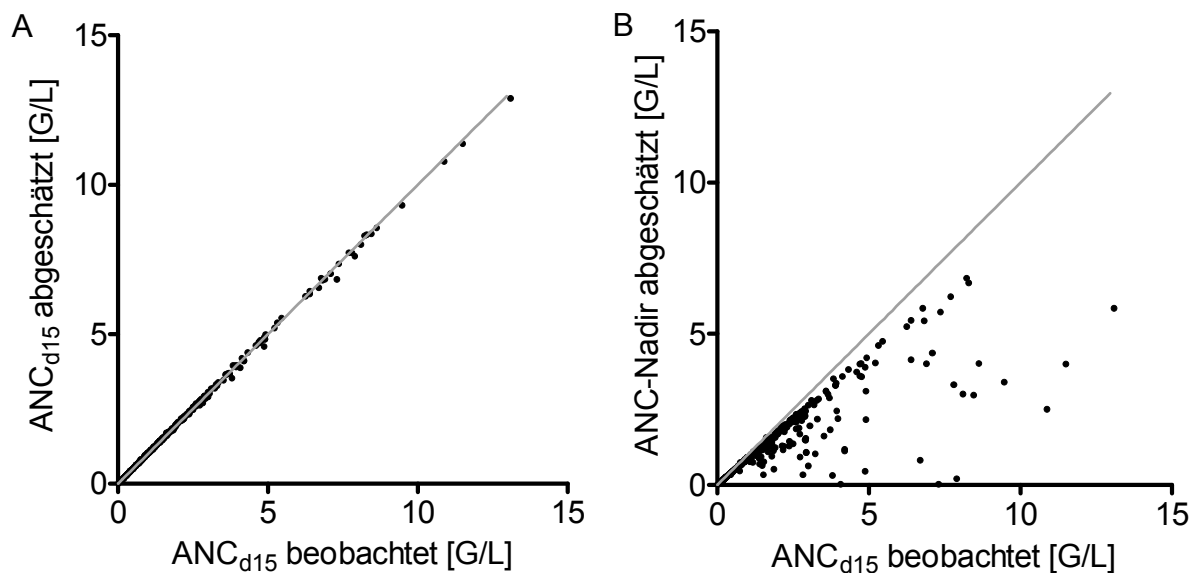 A
15
10
5
0
ANCd15 abgeschätzt [G/L]
0 5 10 15
ANCd15 beobachtet [G/L]
B
15
10
5
0
ANC-Nadir abgeschätzt [G/L]
0 5 10 15
ANCd15 beobachtet [G/L]